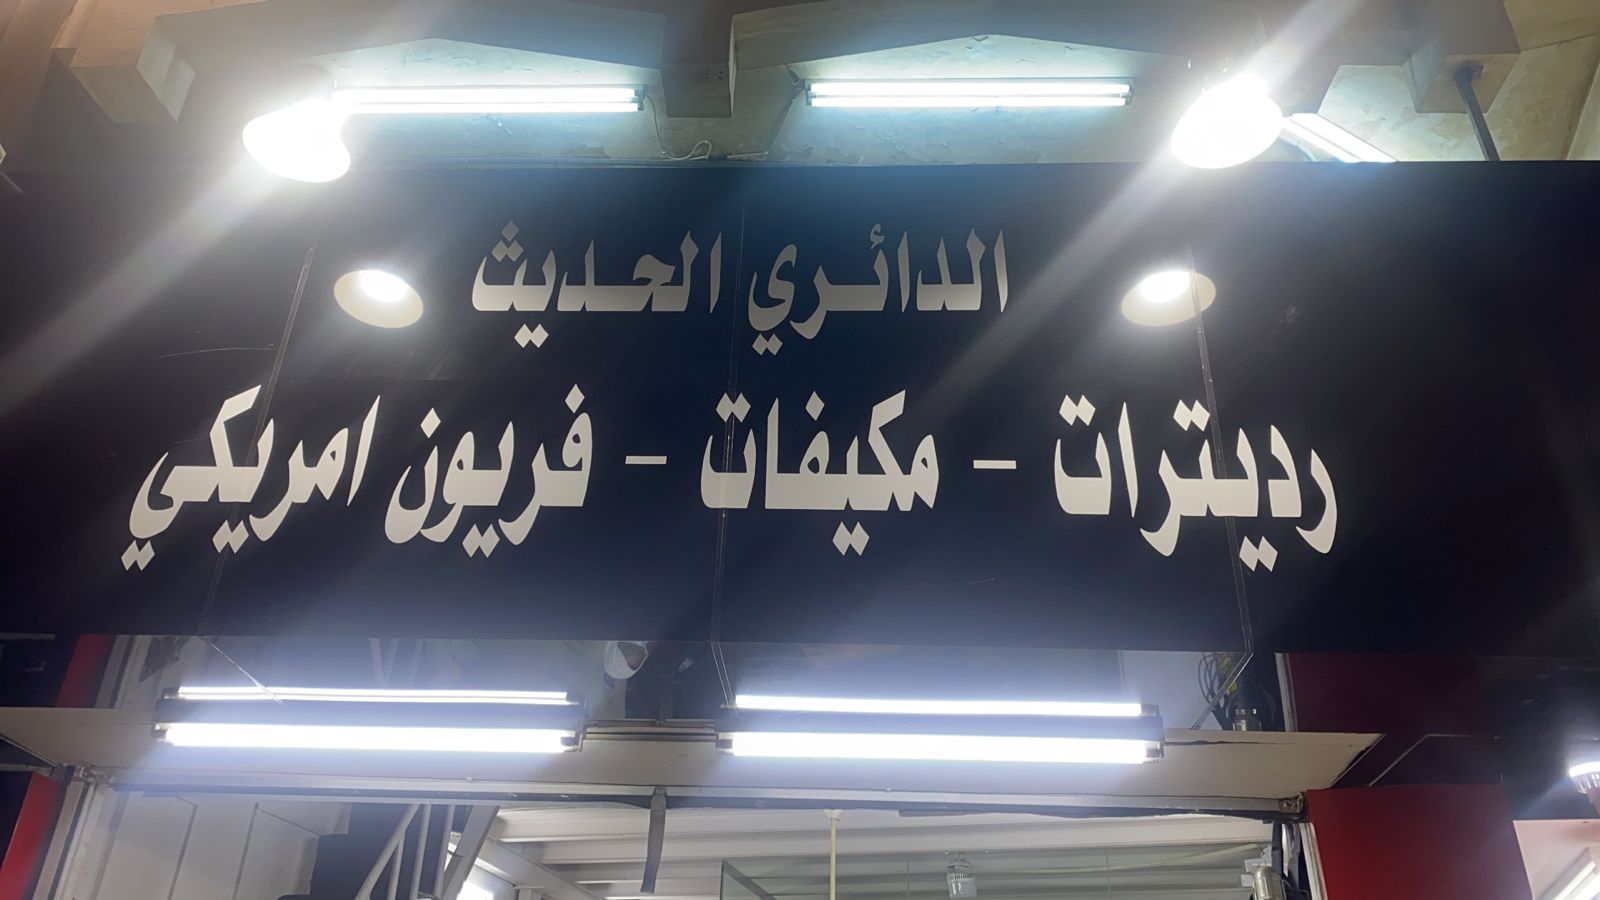 الدائري الحديث
رديترات - مكيفات - فريون امريكي